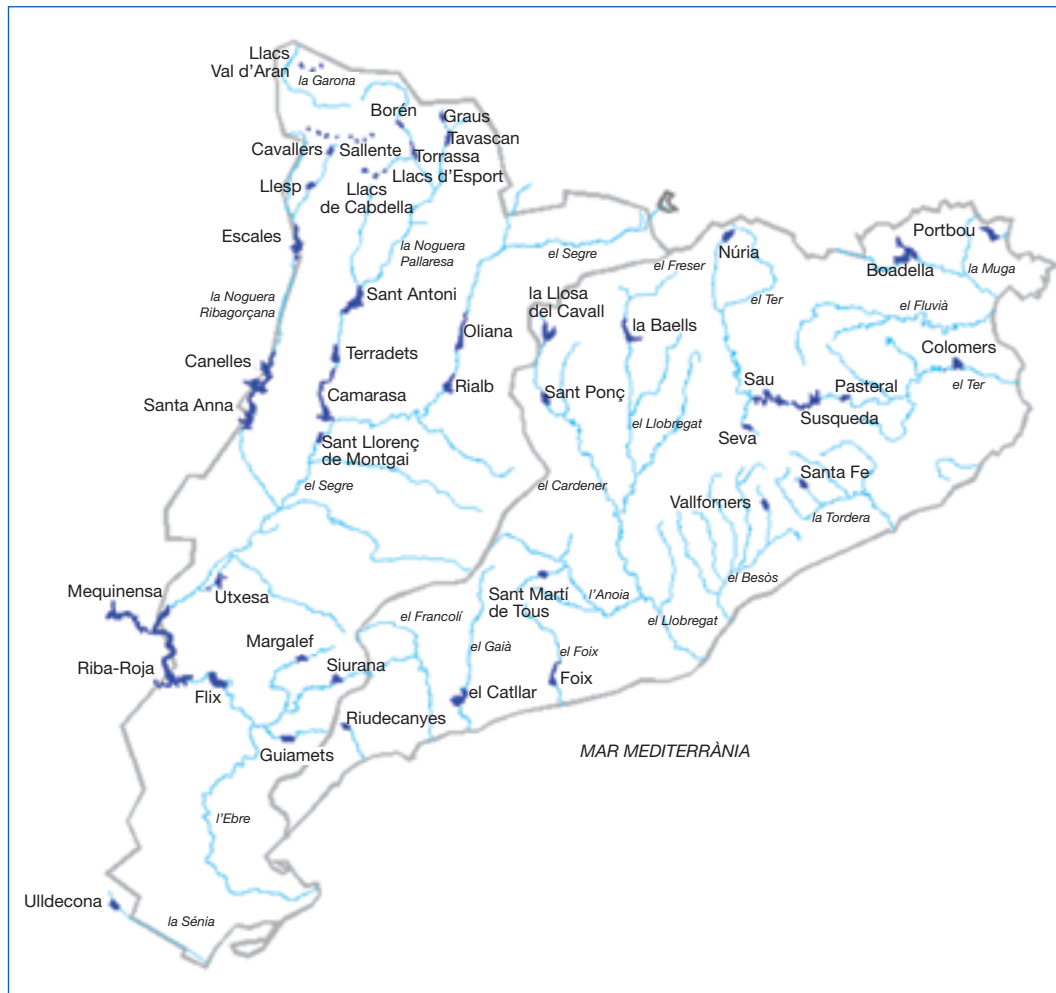 Llacs
Val d'Aran
la Garona
Borén
Graus
Tavascan
Cavallers
Sallente
Torrassa
Llacs d'Esport
Llesp
Llacs
de Cabdella
Escales
la Noguera
Pallaresa
el Segre
el Freser
Núria
Portbou
Boadella
la Muga
la Noguera
Ribagorçana
Sant Antoni
la Llosa
del Cavall
el Ter
el Fluvià
Oliana
la Baells
Canelles
Terradets
Colomers
Santa Anna
Camarasa
Rialb
Sant Ponç
Sau
Pasteral
el Ter
Susqueda
Seva
el Llobregat
Sant Llorenç
de Montgai
el Segre
el Cardener
Santa Fe
Vallforners
la Tordera
el Besòs
Mequinensa
Utxesa
Sant Martí
de Tous
l'Anoia
el Francolí
el Llobregat
Margalef
el Gaià
el Foix
Riba-Roja
Siurana
Flix
el Catllar
Foix
Riudecanyes
Guiamets
MAR MEDITERRÀNIA
l'Ebre
Ulldecona
la Sénia